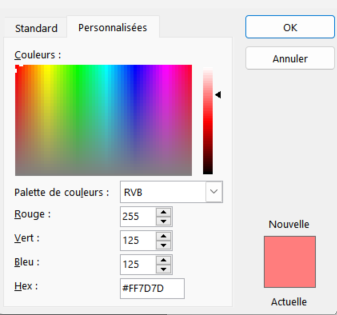 Standard
Personnalisées
OK
Annuler
Couleurs :
Palette de couleurs : RVB
Rouge : 255
Vert : 125
Bleu : 125
Hex : #FF7D7D
Nouvelle
Actuelle